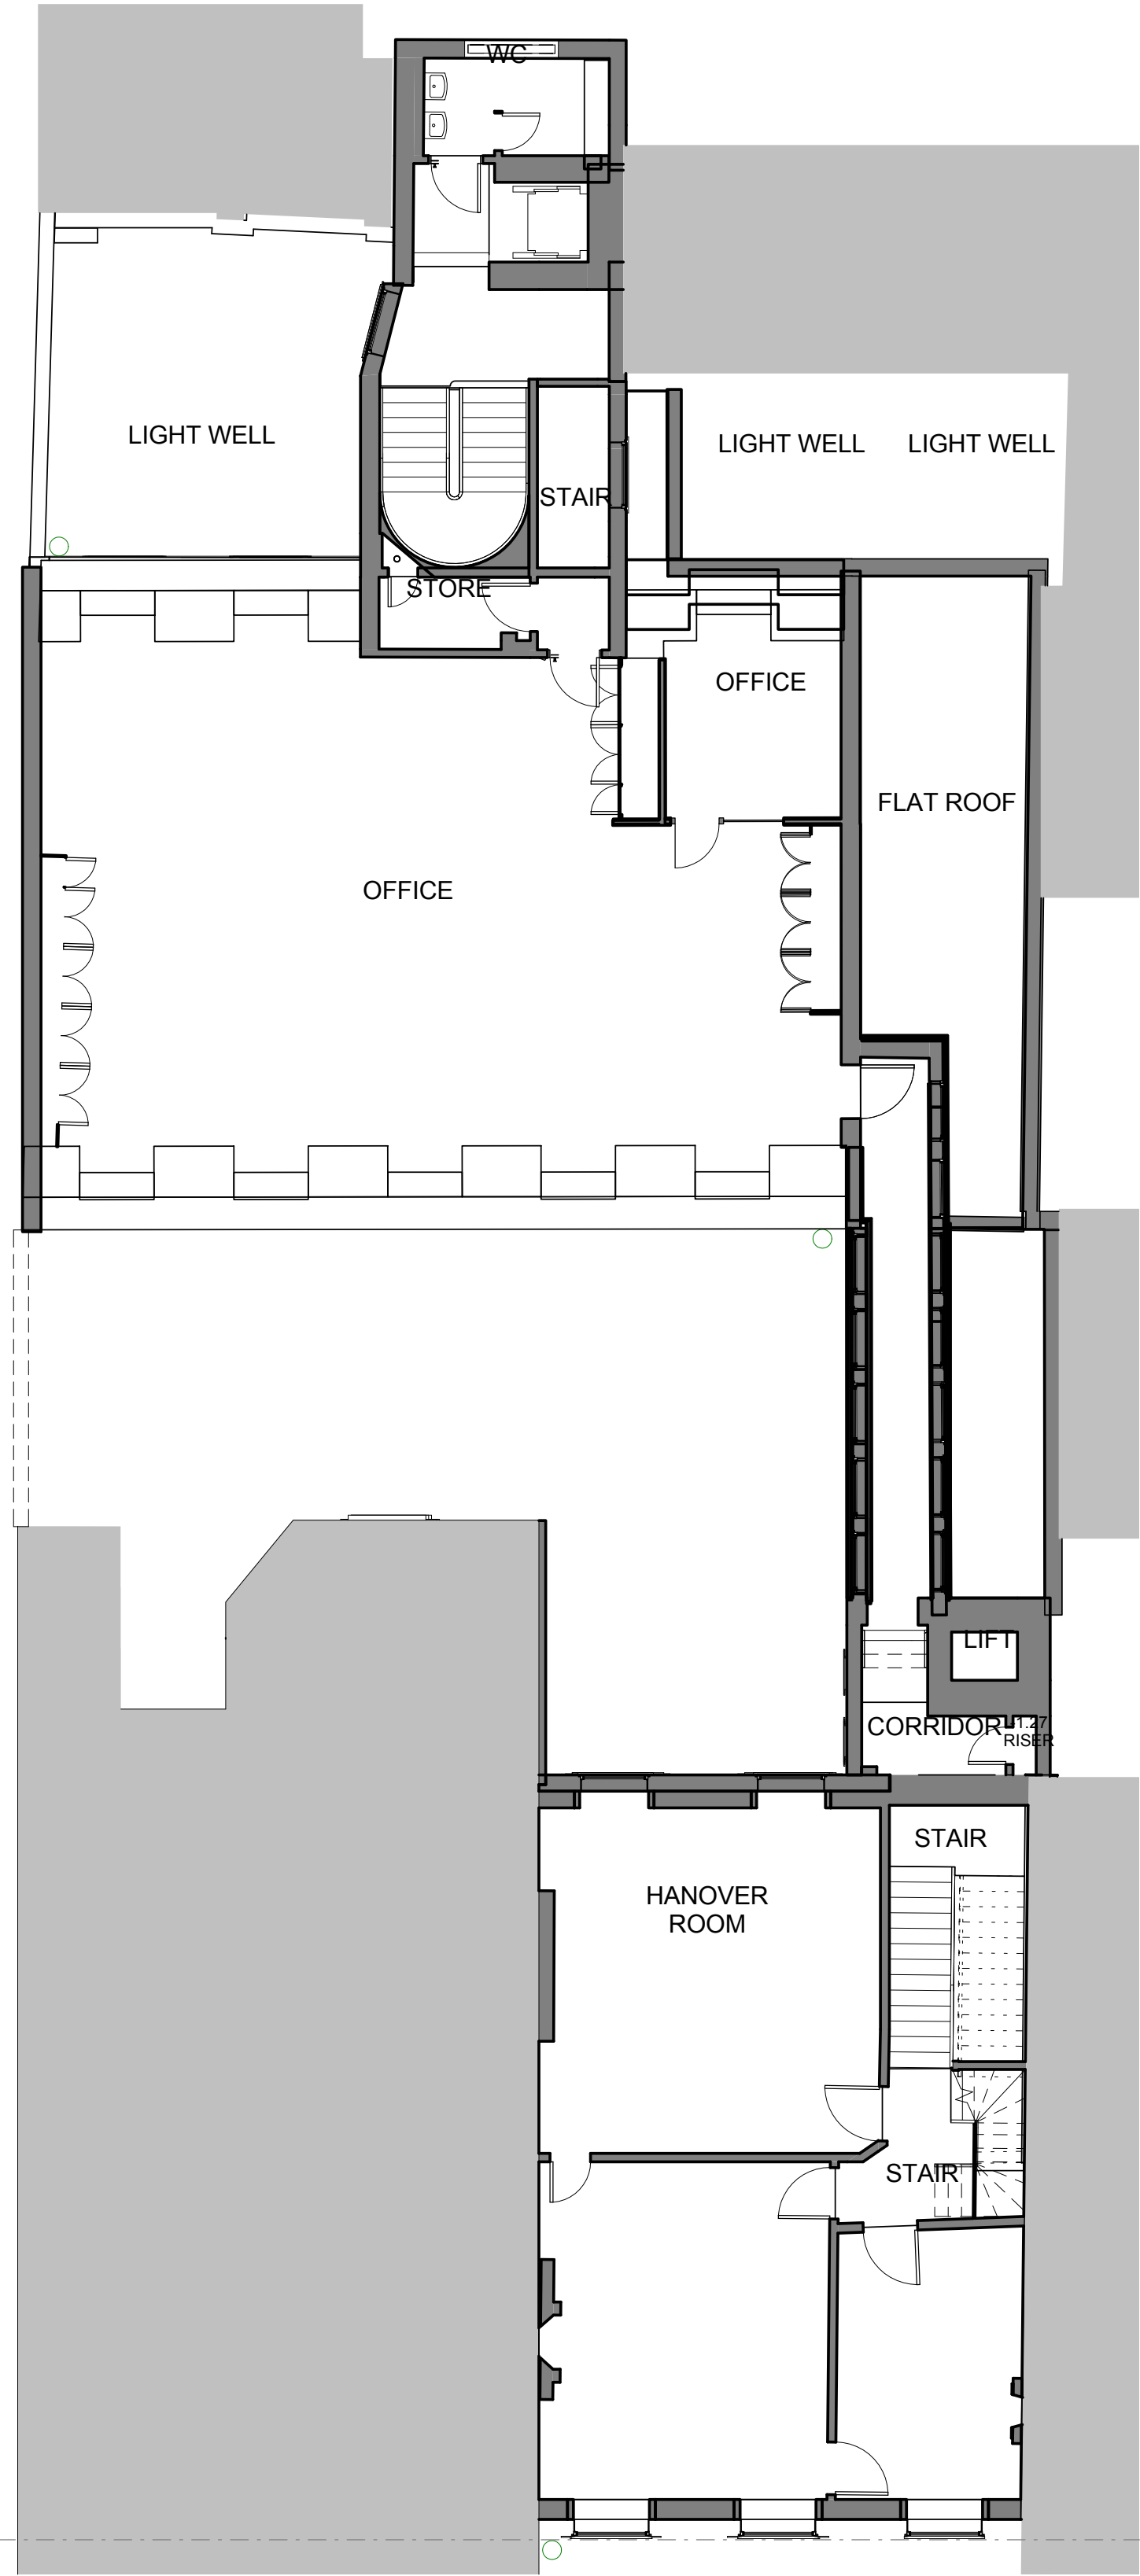 WC
LIGHT WELL
LIGHT WELL
LIGHT WELL
STAIR
STORE
OFFICE
FLAT ROOF
OFFICE
LIFT
CORRIDOR
1.27
RISER
STAIR
HANOVER
ROOM
STAIR